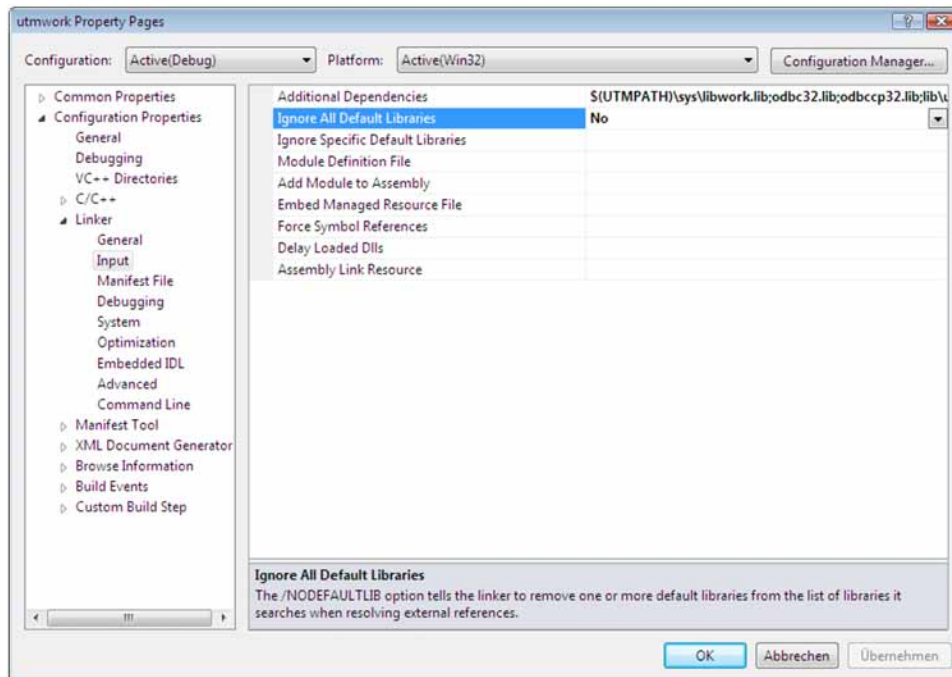 utmwork Property Pages
Configuration: Active(Debug) Platform: Active(Win32) Configuration Manager...
Common Properties
Configuration Properties
General
Debugging
VC++ Directories
C/C++
Linker
General
Input
Manifest File
Debugging
System
Optimization
Embedded IDL
Advanced
Command Line
Manifest Tool
XML Document Generator
Browse Information
Build Events
Custom Build Step
Additional Dependencies $(UTMPATH)\sys\libwork.lib;odbc32.lib;odbccp32.lib;lib\u
Ignore All Default Libraries No
Ignore Specific Default Libraries
Module Definition File
Add Module to Assembly
Embed Managed Resource File
Force Symbol References
Delay Loaded Dlls
Assembly Link Resource
Ignore All Default Libraries
The /NODEFAULTLIB option tells the linker to remove one or more default libraries from the list of libraries it
searches when resolving external references.
OK Abbrechen Übernehmen